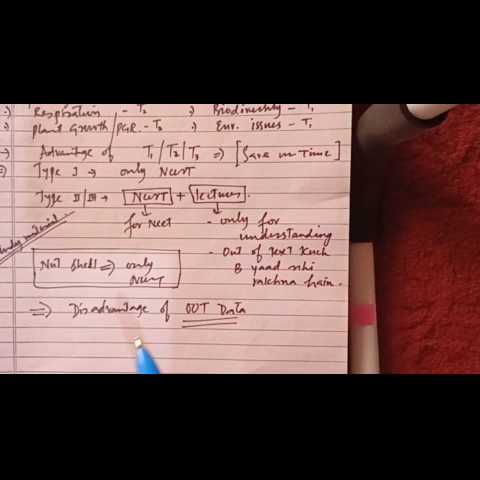 Respiration - T2 → Biodiversity - T1
Plant Growth/PGR - T2 → Env. issues - T1
→ Advantage of T1/T2/T3 ⇒ [Save in Time]
⇒ Type I → only NCERT
Type II/III → [NCERT] + [lectures].
for Neet - only for understanding
- Out of text kuch B yaad nhi rakhna hain.
study material
Nut Shell ⇒ only NCERT
⇒ Disadvantage of OUT Data